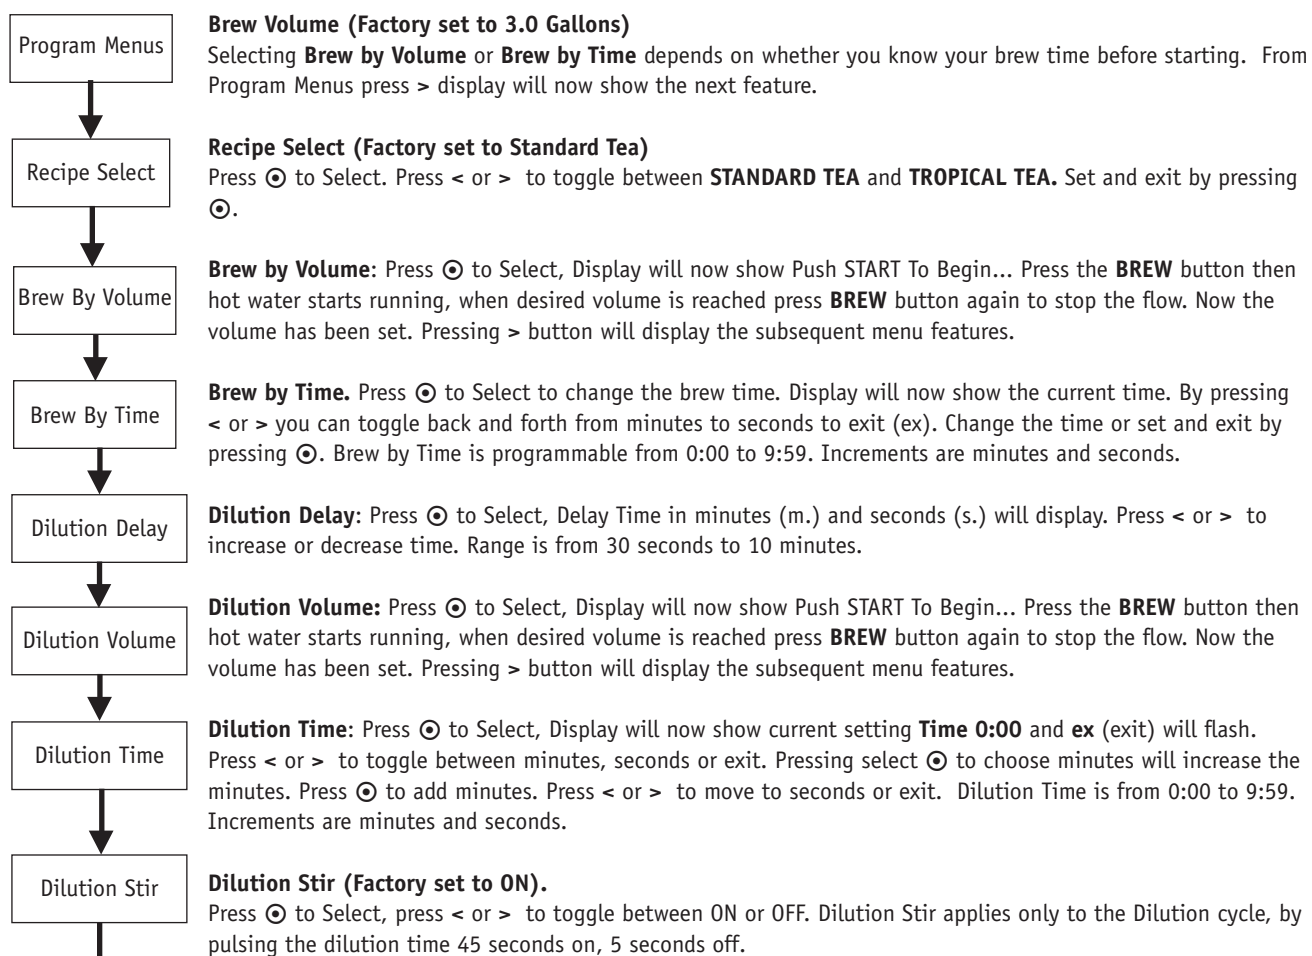 Program Menus
Brew Volume (Factory set to 3.0 Gallons)
Selecting Brew by Volume or Brew by Time depends on whether you know your brew time before starting.  From
Program Menus press > display will now show the next feature.
Recipe Select
Recipe Select (Factory set to Standard Tea)
Press ⊙ to Select. Press < or >  to toggle between STANDARD TEA and TROPICAL TEA. Set and exit by pressing
⊙.
Brew By Volume
Brew by Volume: Press ⊙ to Select, Display will now show Push START To Begin... Press the BREW button then
hot water starts running, when desired volume is reached press BREW button again to stop the flow. Now the
volume has been set. Pressing > button will display the subsequent menu features.
Brew By Time
Brew by Time. Press ⊙ to Select to change the brew time. Display will now show the current time. By pressing
< or > you can toggle back and forth from minutes to seconds to exit (ex). Change the time or set and exit by
pressing ⊙. Brew by Time is programmable from 0:00 to 9:59. Increments are minutes and seconds.
Dilution Delay
Dilution Delay: Press ⊙ to Select, Delay Time in minutes (m.) and seconds (s.) will display. Press < or >  to
increase or decrease time. Range is from 30 seconds to 10 minutes.
Dilution Volume
Dilution Volume: Press ⊙ to Select, Display will now show Push START To Begin... Press the BREW button then
hot water starts running, when desired volume is reached press BREW button again to stop the flow. Now the
volume has been set. Pressing > button will display the subsequent menu features.
Dilution Time
Dilution Time: Press ⊙ to Select, Display will now show current setting Time 0:00 and ex (exit) will flash.
Press < or >  to toggle between minutes, seconds or exit. Pressing select ⊙ to choose minutes will increase the
minutes. Press ⊙ to add minutes. Press < or >  to move to seconds or exit.  Dilution Time is from 0:00 to 9:59.
Increments are minutes and seconds.
Dilution Stir
Dilution Stir (Factory set to ON).
Press ⊙ to Select, press < or >  to toggle between ON or OFF. Dilution Stir applies only to the Dilution cycle, by
pulsing the dilution time 45 seconds on, 5 seconds off.